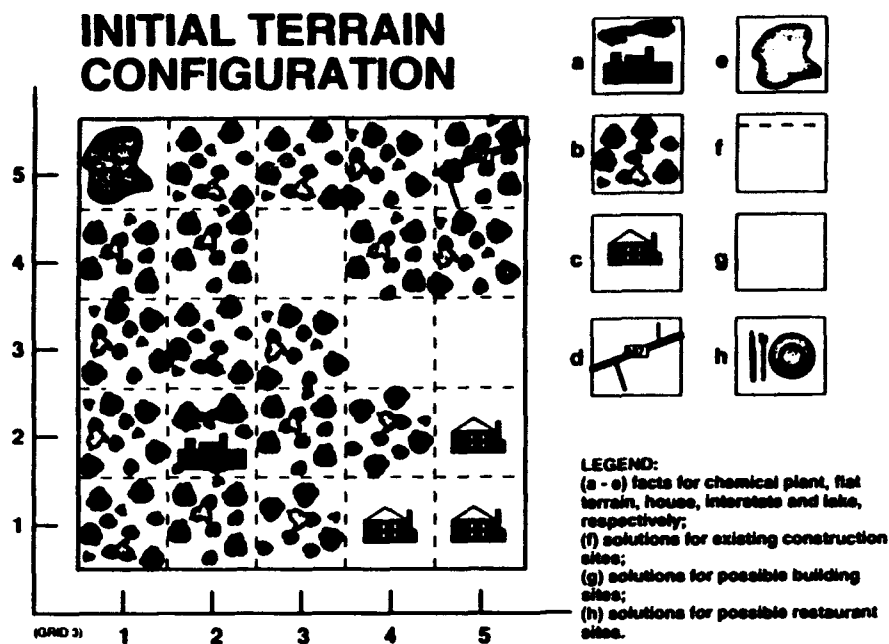 INITIAL TERRAIN
CONFIGURATION
a
e
b
f
c
g
d
h
5
4
3
2
1
(GRID 3)
1
2
3
4
5
LEGEND:
(a - e) facts for chemical plant, flat
terrain, house, interstate and lake,
respectively;
(f) solutions for existing construction
sites;
(g) solutions for possible building
sites;
(h) solutions for possible restaurant
sites.